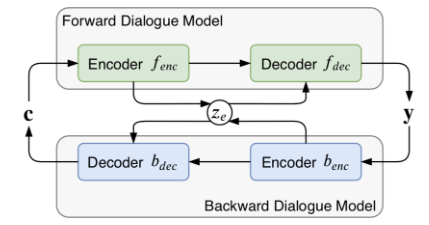 Forward Dialogue Model
Encoder f_enc
Decoder f_dec
c
z_e
y
Decoder b_dec
Encoder b_enc
Backward Dialogue Model